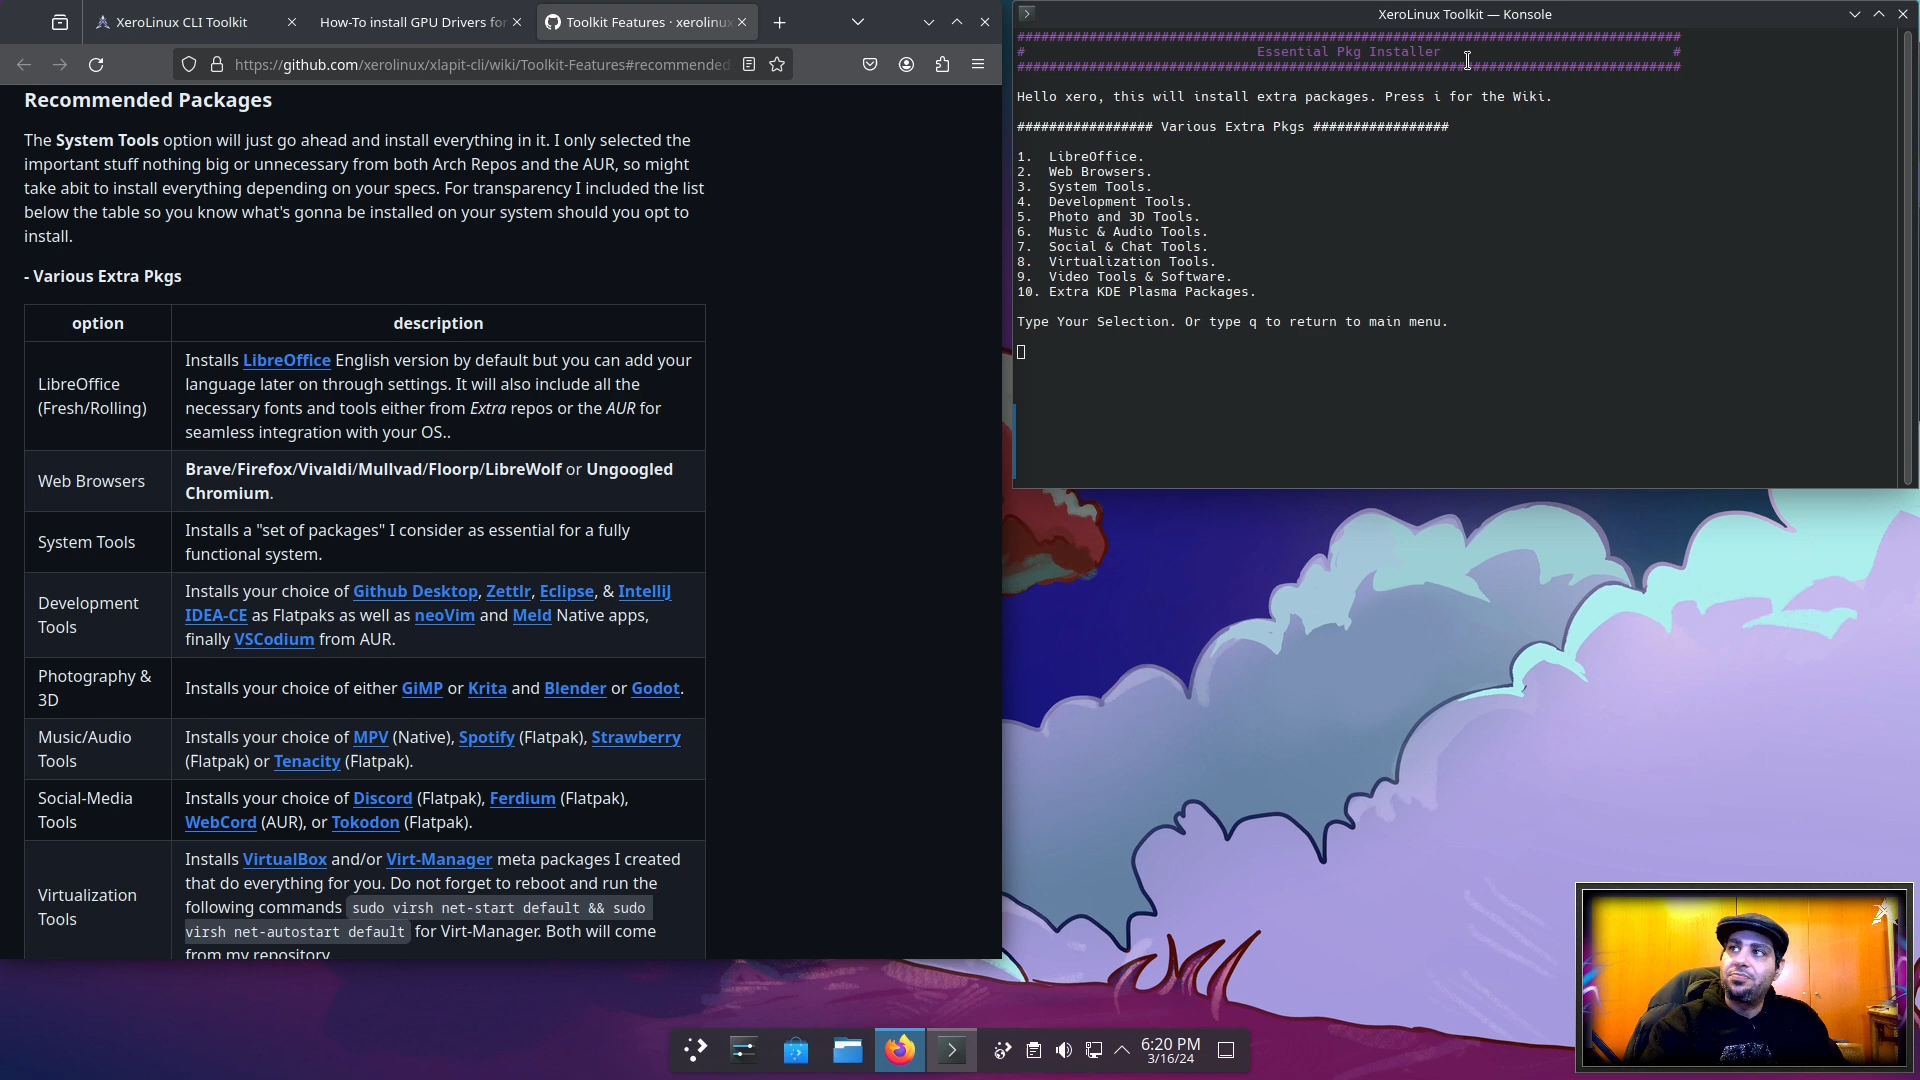 XeroLinux CLI Toolkit
How-To install GPU Drivers for
Toolkit Features · xerolinux
https://github.com/xerolinux/xlapit-cli/wiki/Toolkit-Features#recommended
Recommended Packages
The System Tools option will just go ahead and install everything in it. I only selected the
important stuff nothing big or unnecessary from both Arch Repos and the AUR, so might
take abit to install everything depending on your specs. For transparency I included the list
below the table so you know what's gonna be installed on your system should you opt to
install.
- Various Extra Pkgs
option description
LibreOffice
(Fresh/Rolling)
Installs LibreOffice English version by default but you can add your
language later on through settings. It will also include all the
necessary fonts and tools either from Extra repos or the AUR for
seamless integration with your OS..
Web Browsers
Brave/Firefox/Vivaldi/Mullvad/Floorp/LibreWolf or Ungoogled
Chromium.
System Tools
Installs a "set of packages" I consider as essential for a fully
functional system.
Development
Tools
Installs your choice of Github Desktop, Zettlr, Eclipse, & IntelliJ
IDEA-CE as Flatpaks as well as neoVim and Meld Native apps,
finally VSCodium from AUR.
Photography &
3D
Installs your choice of either GiMP or Krita and Blender or Godot.
Music/Audio
Tools
Installs your choice of MPV (Native), Spotify (Flatpak), Strawberry
(Flatpak) or Tenacity (Flatpak).
Social-Media
Tools
Installs your choice of Discord (Flatpak), Ferdium (Flatpak),
WebCord (AUR), or Tokodon (Flatpak).
Virtualization
Tools
Installs VirtualBox and/or Virt-Manager meta packages I created
that do everything for you. Do not forget to reboot and run the
following commands sudo virsh net-start default && sudo
virsh net-autostart default for Virt-Manager. Both will come
from my repository.
XeroLinux Toolkit — Konsole
###################################################################################
# Essential Pkg Installer #
###################################################################################
Hello xero, this will install extra packages. Press i for the Wiki.
################# Various Extra Pkgs #################
1. LibreOffice.
2. Web Browsers.
3. System Tools.
4. Development Tools.
5. Photo and 3D Tools.
6. Music & Audio Tools.
7. Social & Chat Tools.
8. Virtualization Tools.
9. Video Tools & Software.
10. Extra KDE Plasma Packages.
Type Your Selection. Or type q to return to main menu.
6:20 PM
3/16/24